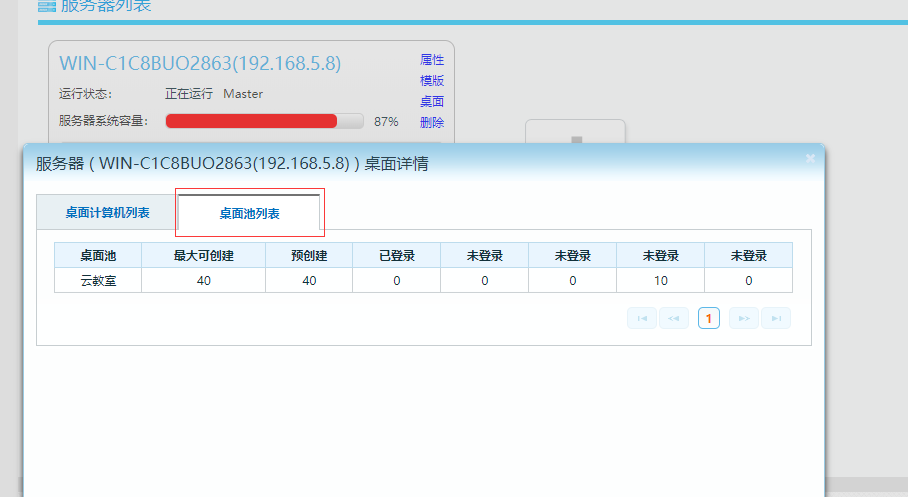 服务器列表
WIN-C1C8BUO2863(192.168.5.8)
属性
运行状态： 正在运行 Master
模版
桌面
服务器系统容量： 87%
删除
服务器 ( WIN-C1C8BUO2863(192.168.5.8) ) 桌面详情
桌面计算机列表 桌面池列表
桌面池 最大可创建 预创建 已登录 未登录 未登录 未登录 未登录
云教室 40 40 0 0 0 10 0
1